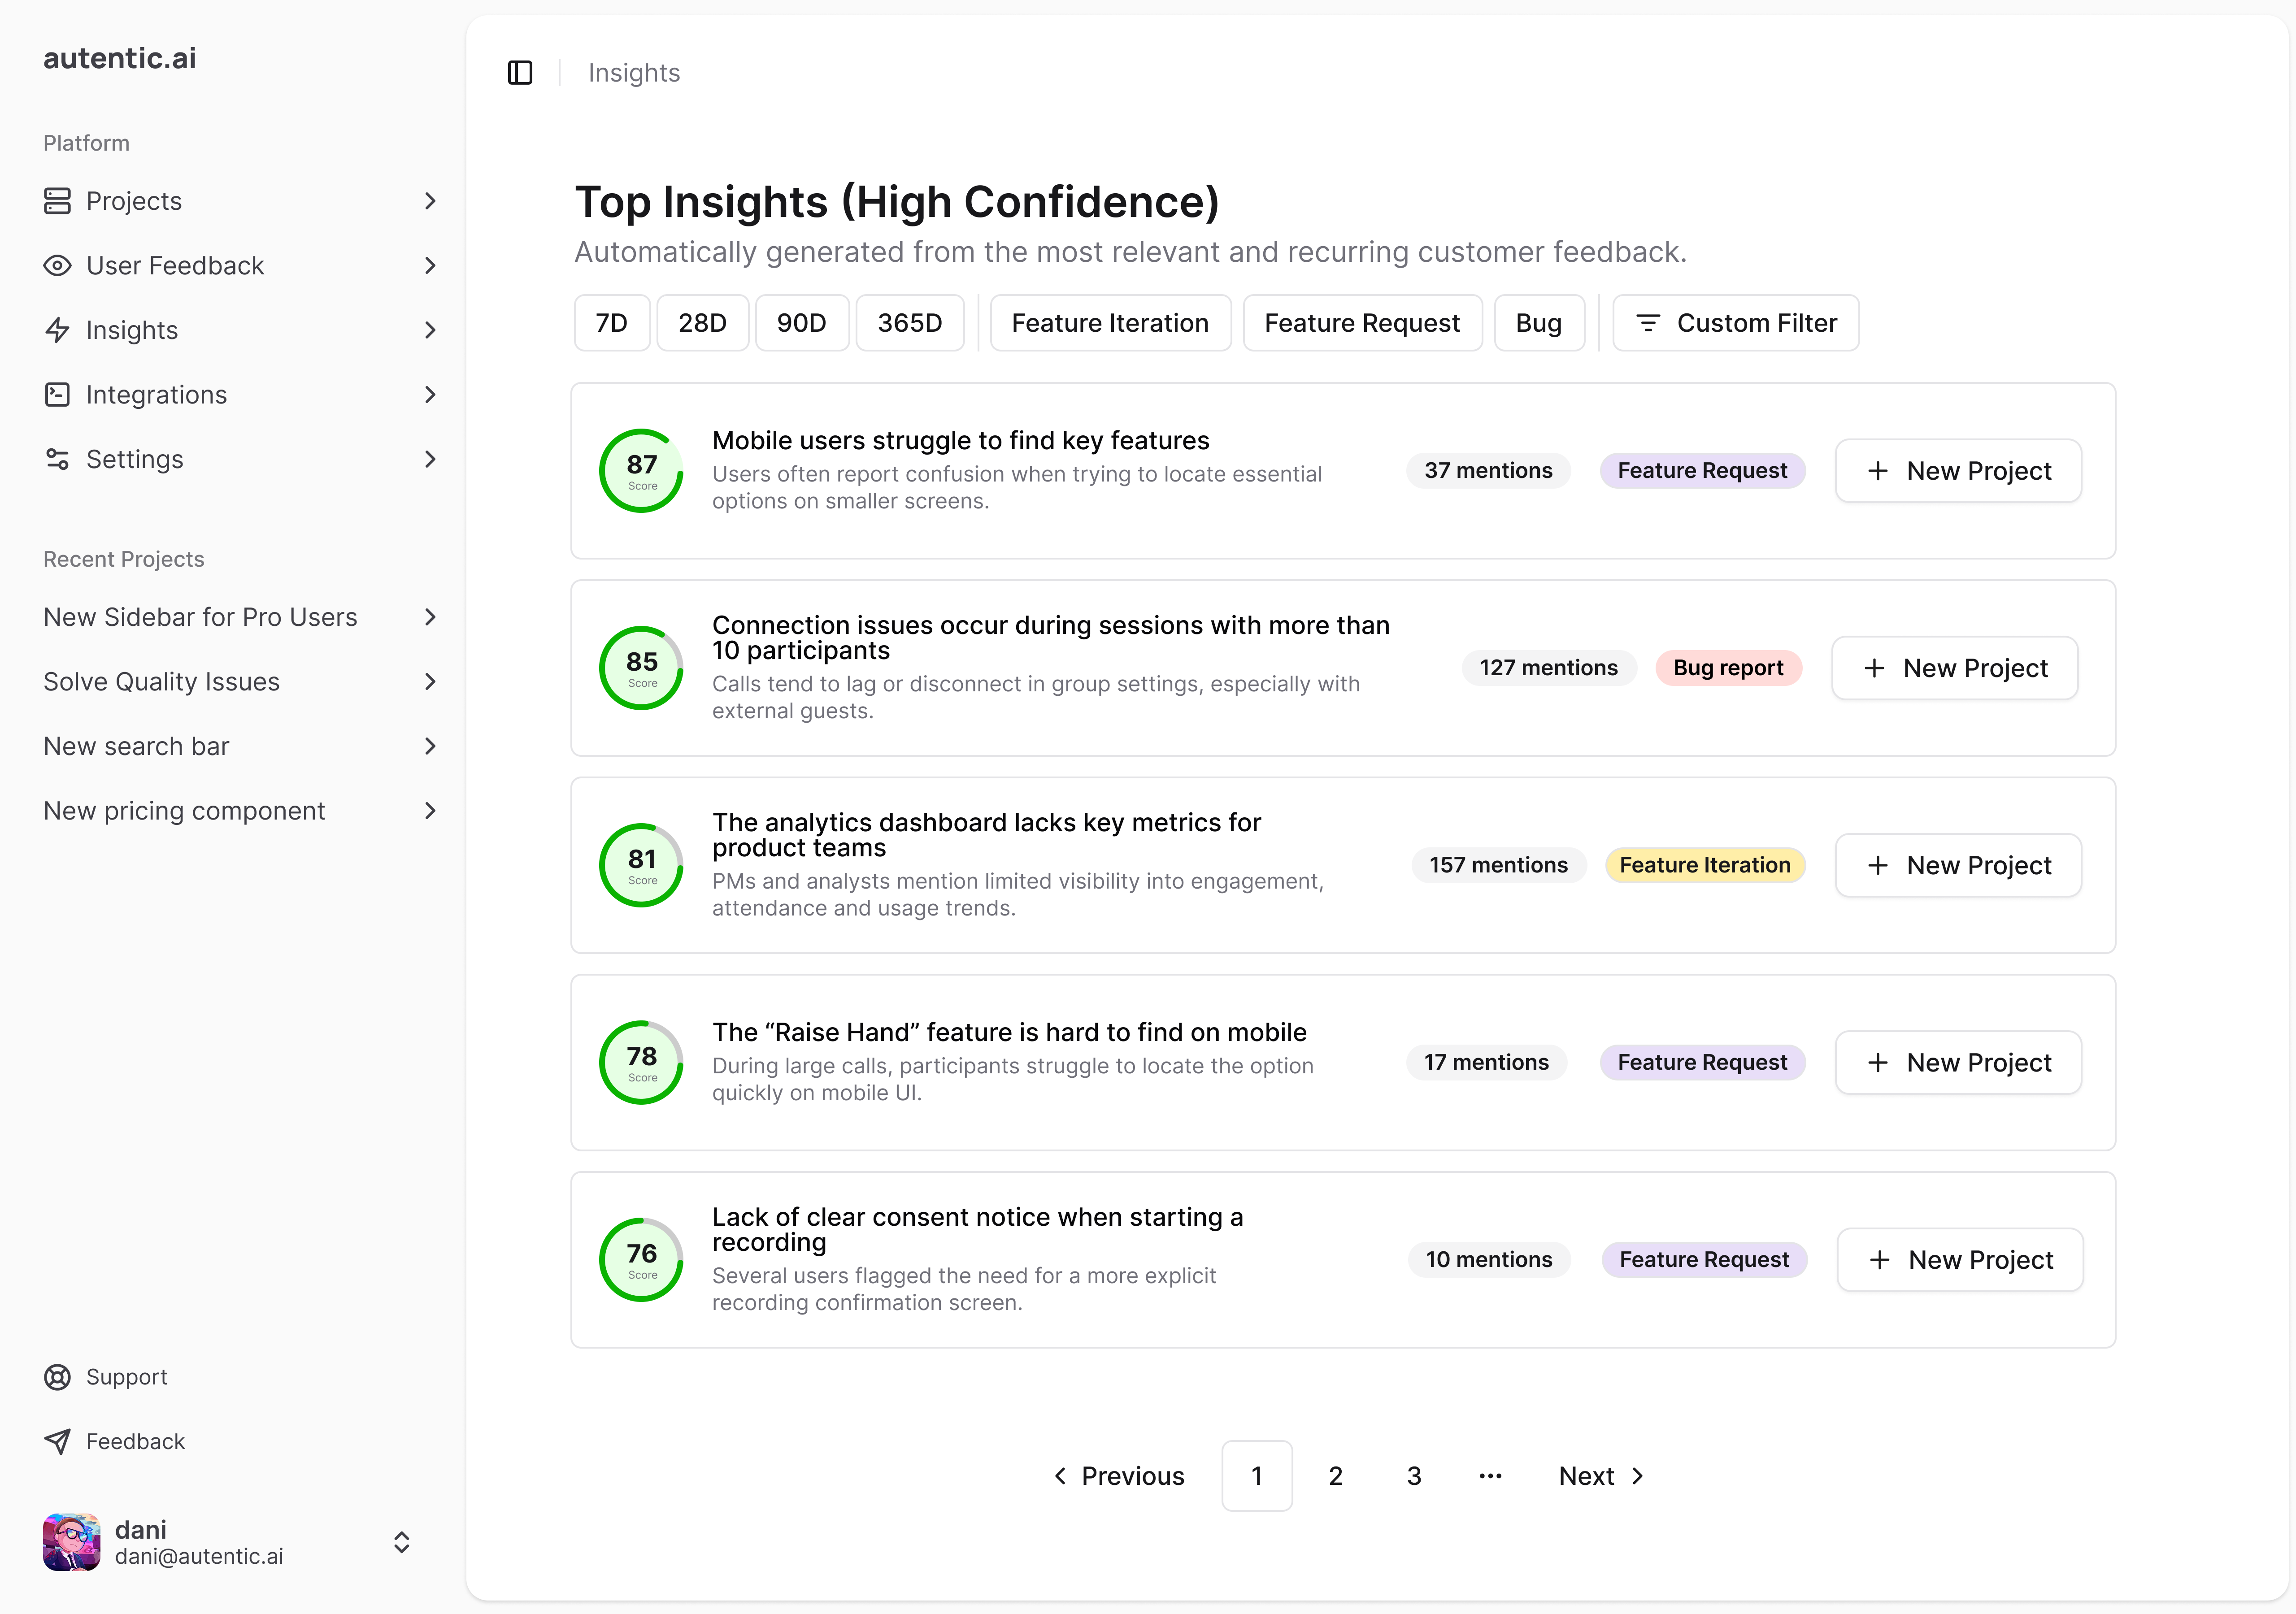 autentic.ai
Platform
Projects
User Feedback
Insights
Integrations
Settings
Recent Projects
New Sidebar for Pro Users
Solve Quality Issues
New search bar
New pricing component
Support
Feedback
dani
dani@autentic.ai
Insights
Top Insights (High Confidence)
Automatically generated from the most relevant and recurring customer feedback.
7D 28D 90D 365D Feature Iteration Feature Request Bug Custom Filter
87
Score
Mobile users struggle to find key features
Users often report confusion when trying to locate essential
options on smaller screens.
37 mentions Feature Request + New Project
85
Score
Connection issues occur during sessions with more than
10 participants
Calls tend to lag or disconnect in group settings, especially with
external guests.
127 mentions Bug report + New Project
81
Score
The analytics dashboard lacks key metrics for
product teams
PMs and analysts mention limited visibility into engagement,
attendance and usage trends.
157 mentions Feature Iteration + New Project
78
Score
The “Raise Hand” feature is hard to find on mobile
During large calls, participants struggle to locate the option
quickly on mobile UI.
17 mentions Feature Request + New Project
76
Score
Lack of clear consent notice when starting a
recording
Several users flagged the need for a more explicit
recording confirmation screen.
10 mentions Feature Request + New Project
Previous 1 2 3 ... Next